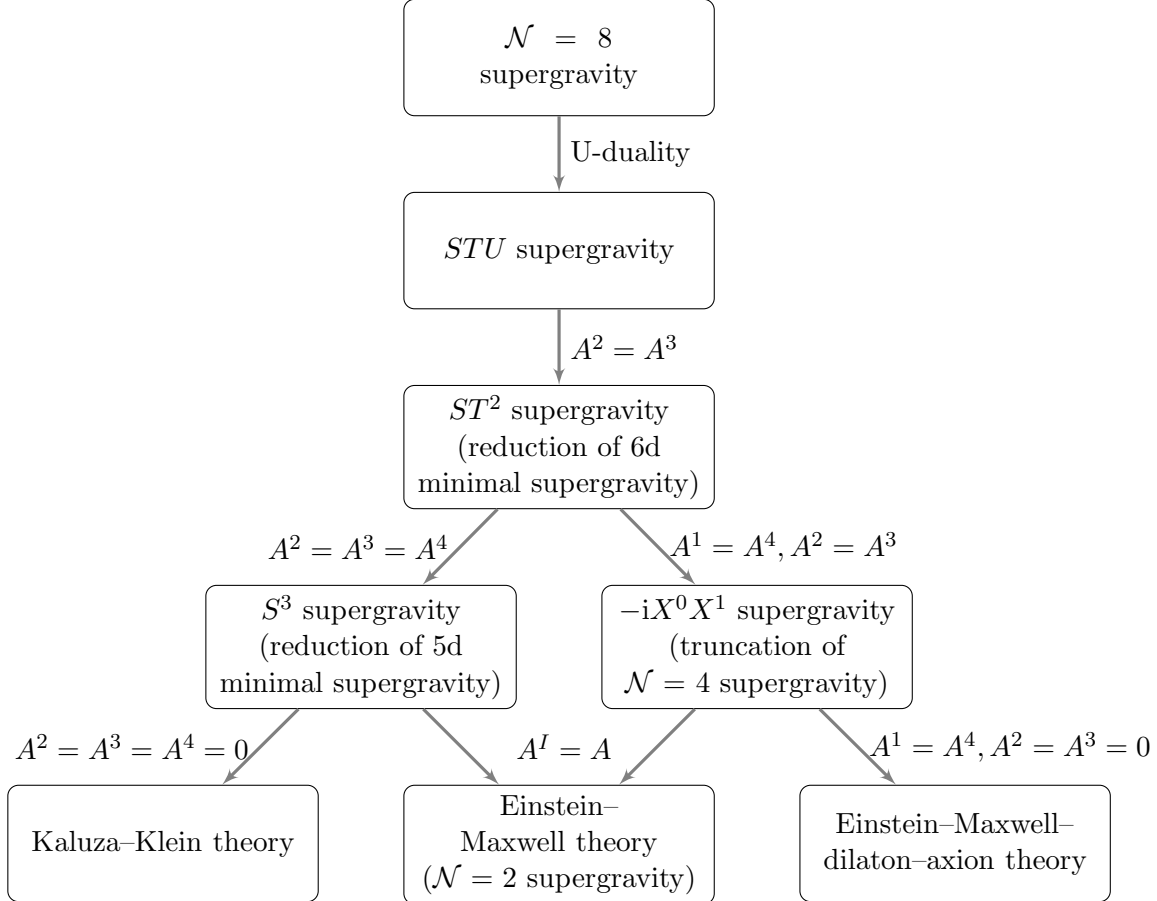 𝒩 = 8
supergravity
U-duality
STU supergravity
A² = A³
ST² supergravity
(reduction of 6d
minimal supergravity)
A² = A³ = A⁴
A¹ = A⁴, A² = A³
S³ supergravity
(reduction of 5d
minimal supergravity)
−iX⁰X¹ supergravity
(truncation of
𝒩 = 4 supergravity)
A² = A³ = A⁴ = 0
Aᴵ = A
A¹ = A⁴, A² = A³ = 0
Kaluza–Klein theory
Einstein–
Maxwell theory
(𝒩 = 2 supergravity)
Einstein–Maxwell–
dilaton–axion theory